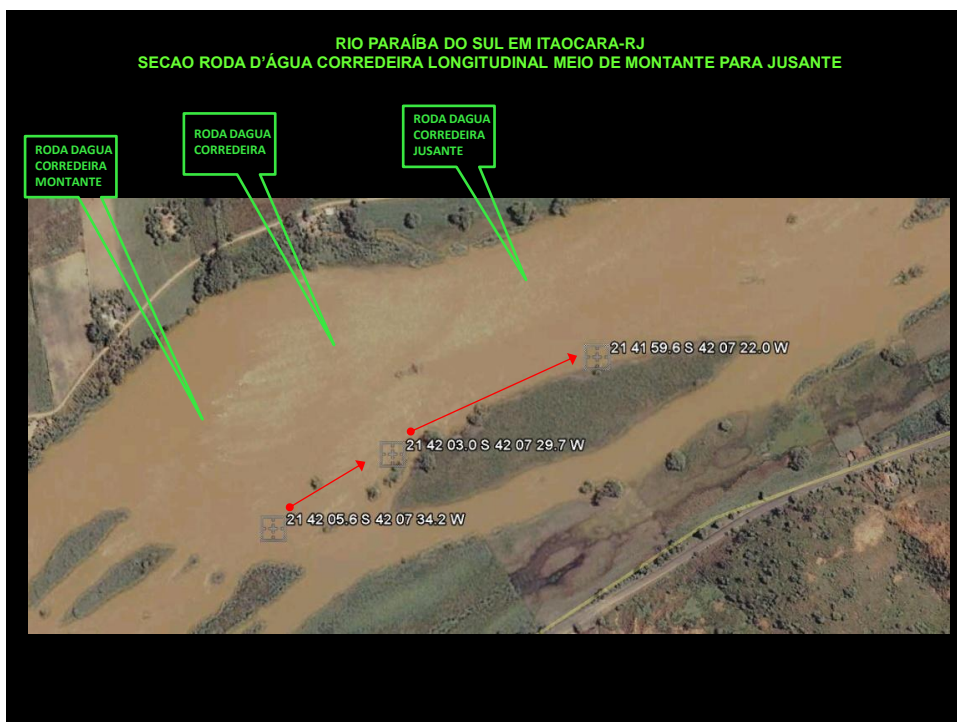 RIO PARAÍBA DO SUL EM ITAOCARA-RJ
SECAO RODA D'ÁGUA CORREDEIRA LONGITUDINAL MEIO DE MONTANTE PARA JUSANTE
RODA DAGUA
CORREDEIRA
MONTANTE
RODA DAGUA
CORREDEIRA
RODA DAGUA
CORREDEIRA
JUSANTE
21 41 59.6 S 42 07 22.0 W
21 42 03.0 S 42 07 29.7 W
21 42 05.6 S 42 07 34.2 W